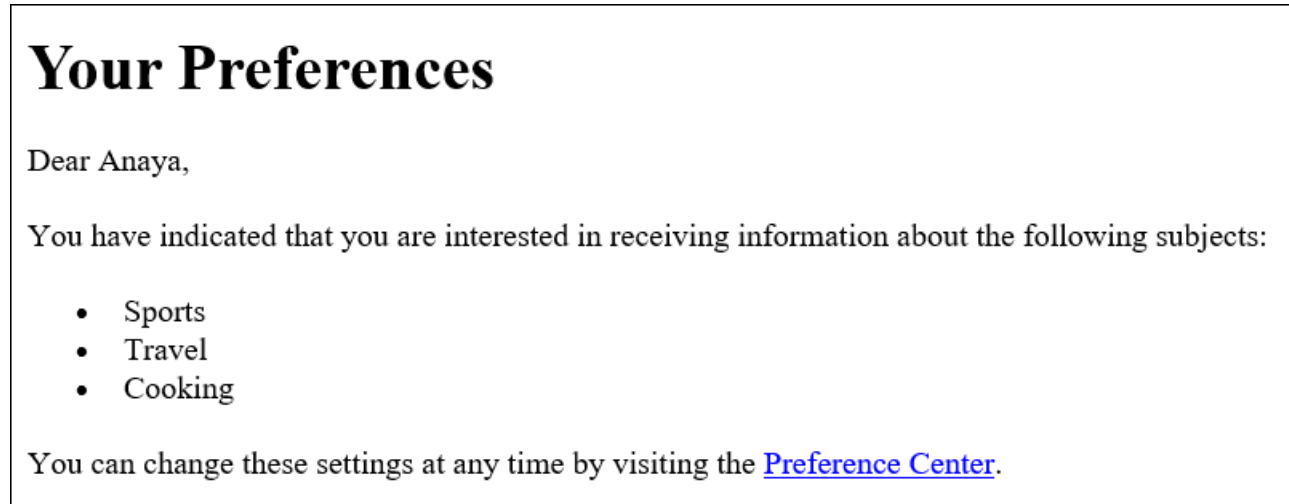 Your Preferences
Dear Anaya,
You have indicated that you are interested in receiving information about the following subjects:
• Sports
• Travel
• Cooking
You can change these settings at any time by visiting the Preference Center.